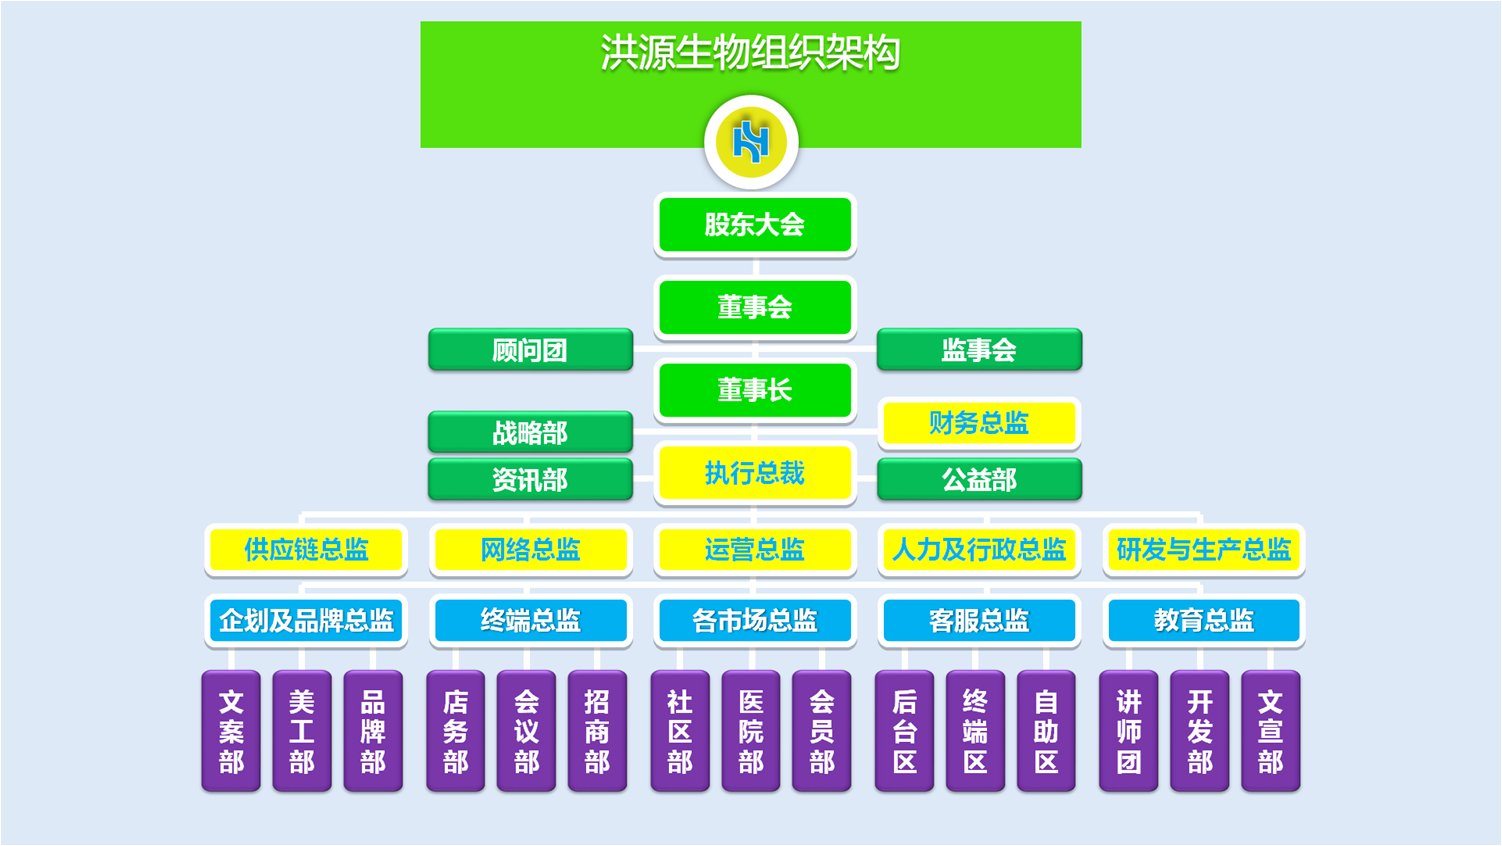 洪源生物组织架构
股东大会
董事会
顾问团
监事会
董事长
财务总监
战略部
执行总裁
资讯部
公益部
供应链总监
网络总监
运营总监
人力及行政总监
研发与生产总监
企划及品牌总监
终端总监
各市场总监
客服总监
教育总监
文案部
美工部
品牌部
店务部
会议部
招商部
社区部
医院部
会员部
后台区
终端区
自助区
讲师团
开发部
文宣部